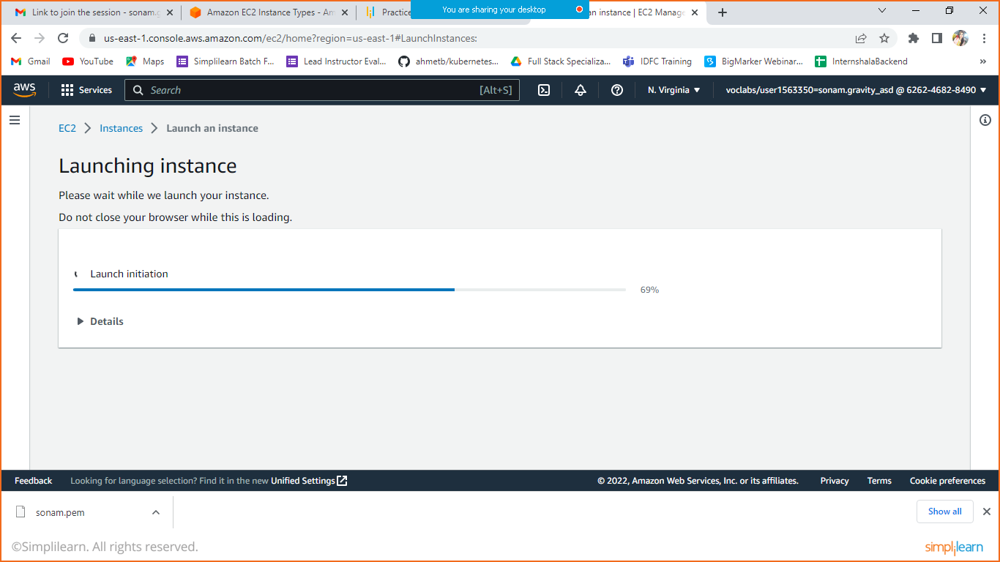 Link to join the session - sonam.g
Amazon EC2 Instance Types - Am
Practice
You are sharing your desktop
an instance | EC2 Manage
us-east-1.console.aws.amazon.com/ec2/home?region=us-east-1#LaunchInstances:
Gmail
YouTube
Maps
Simplilearn Batch F...
Lead Instructor Eval...
ahmetb/kubernetes...
Full Stack Specializa...
IDFC Training
BigMarker Webinar...
InternshalaBackend
»
aws
Services
Search
[Alt+S]
N. Virginia
voclabs/user1563350=sonam.gravity_asd @ 6262-4682-8490
EC2
Instances
Launch an instance
Launching instance
Please wait while we launch your instance.
Do not close your browser while this is loading.
Launch initiation
69%
Details
Feedback
Looking for language selection? Find it in the new Unified Settings
© 2022, Amazon Web Services, Inc. or its affiliates.
Privacy
Terms
Cookie preferences
sonam.pem
Show all
©Simplilearn. All rights reserved.
simplilearn